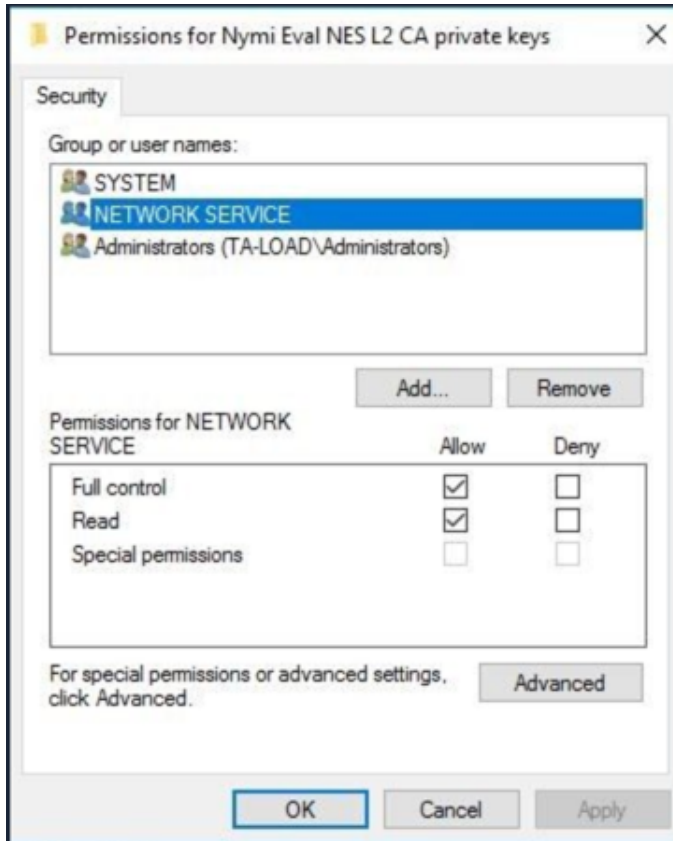 Permissions for Nymi Eval NES L2 CA private keys
Security
Group or user names:
SYSTEM
NETWORK SERVICE
Administrators (TA-LOAD\Administrators)
Add...
Remove
Permissions for NETWORK
SERVICE
Allow
Deny
Full control
Read
Special permissions
For special permissions or advanced settings,
click Advanced.
Advanced
OK
Cancel
Apply